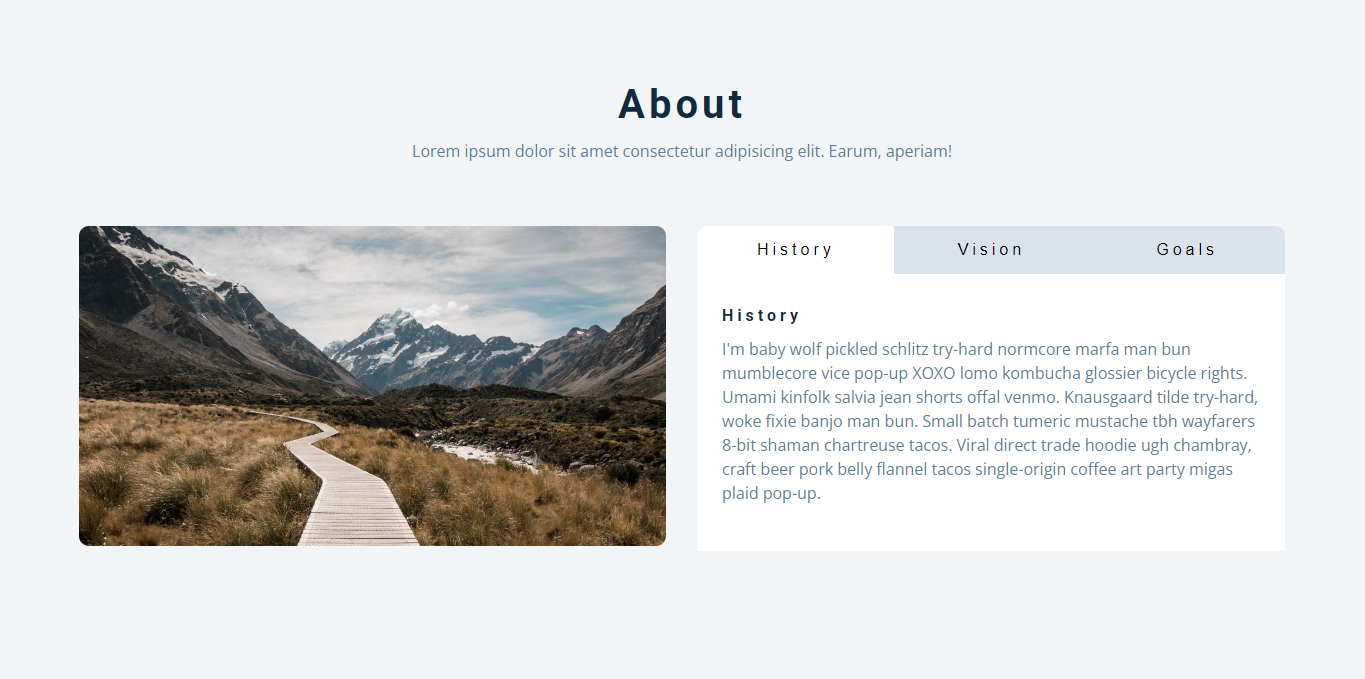 About
Lorem ipsum dolor sit amet consectetur adipisicing elit. Earum, aperiam!
History
Vision
Goals
History
I'm baby wolf pickled schlitz try-hard normcore marfa man bun
mumblecore vice pop-up XOXO lomo kombucha glossier bicycle rights.
Umami kinfolk salvia jean shorts offal venmo. Knausgaard tilde try-hard,
woke fixie banjo man bun. Small batch tumeric mustache tbh wayfarers
8-bit shaman chartreuse tacos. Viral direct trade hoodie ugh chambray,
craft beer pork belly flannel tacos single-origin coffee art party migas
plaid pop-up.